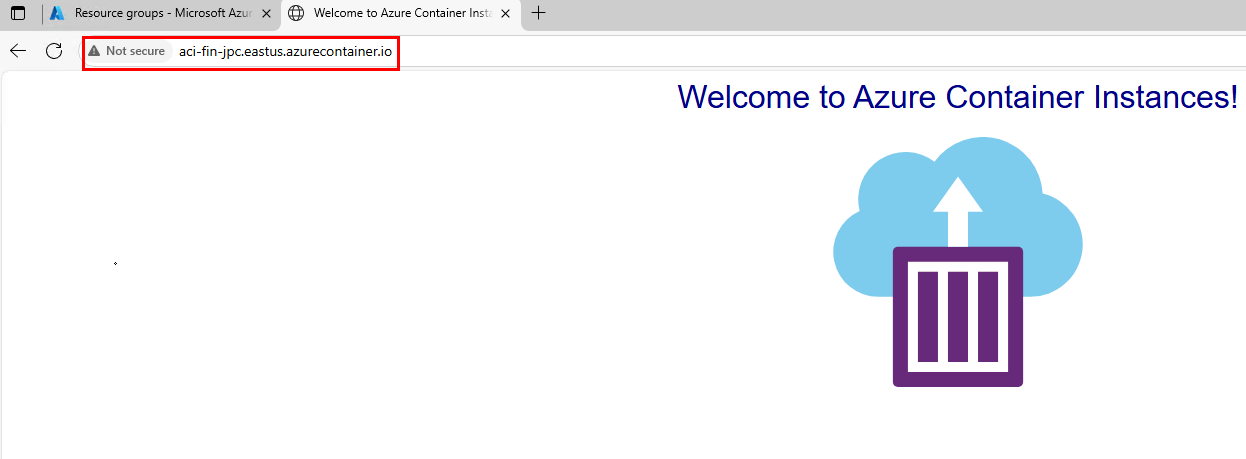 Resource groups - Microsoft Azur
Welcome to Azure Container Insta
Not secure
aci-fin-jpc.eastus.azurecontainer.io
Welcome to Azure Container Instances!